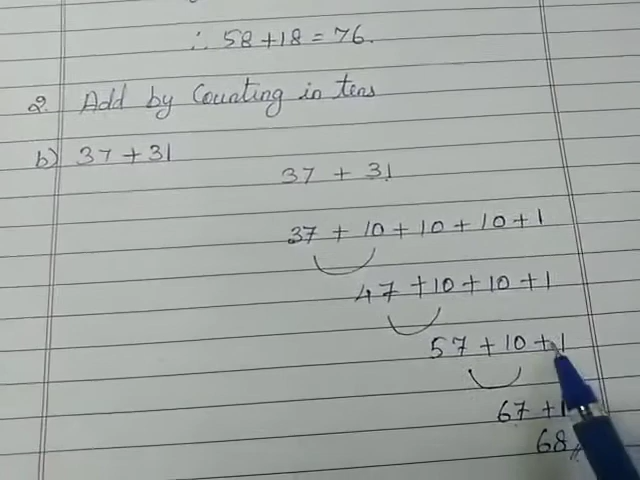 ∴ 58 + 18 = 76.
2. Add by Counting in tens
b) 37 + 31
37 + 31
37 + 10 + 10 + 10 + 1
47 + 10 + 10 + 1
57 + 10 + 1
67 + 1
68 //